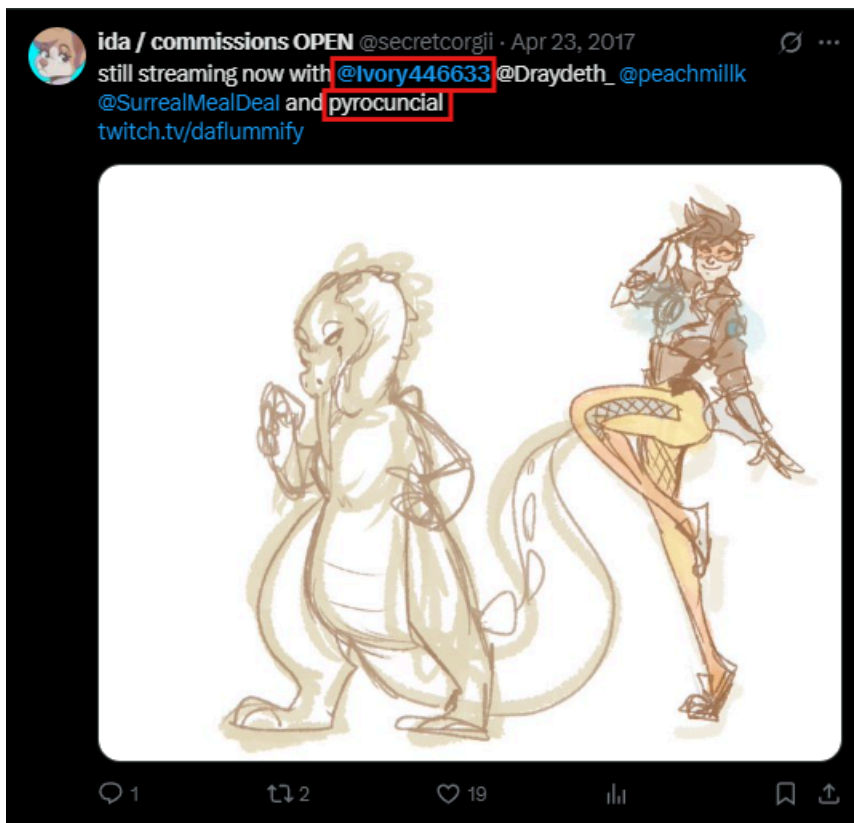 ida / commissions OPEN @secretcorgii · Apr 23, 2017
still streaming now with @Ivory446633 @Draydeth_ @peachmillk
@SurrealMealDeal and pyrocuncial
twitch.tv/daflummify
1 2 19